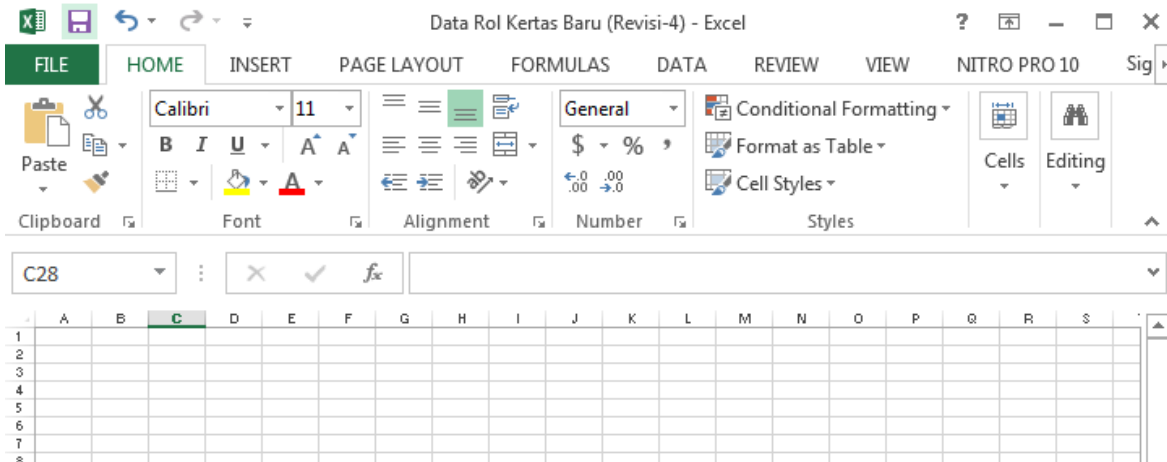 Data Rol Kertas Baru (Revisi-4) - Excel
FILE HOME INSERT PAGE LAYOUT FORMULAS DATA REVIEW VIEW NITRO PRO 10 Sig
Calibri 11 General Conditional Formatting
Paste B I U A A $ % Format as Table Cells Editing
A Cell Styles
Clipboard Font Alignment Number Styles
C28 fx
A B C D E F G H I J K L M N O P Q R S
1
2
3
4
5
6
7
8